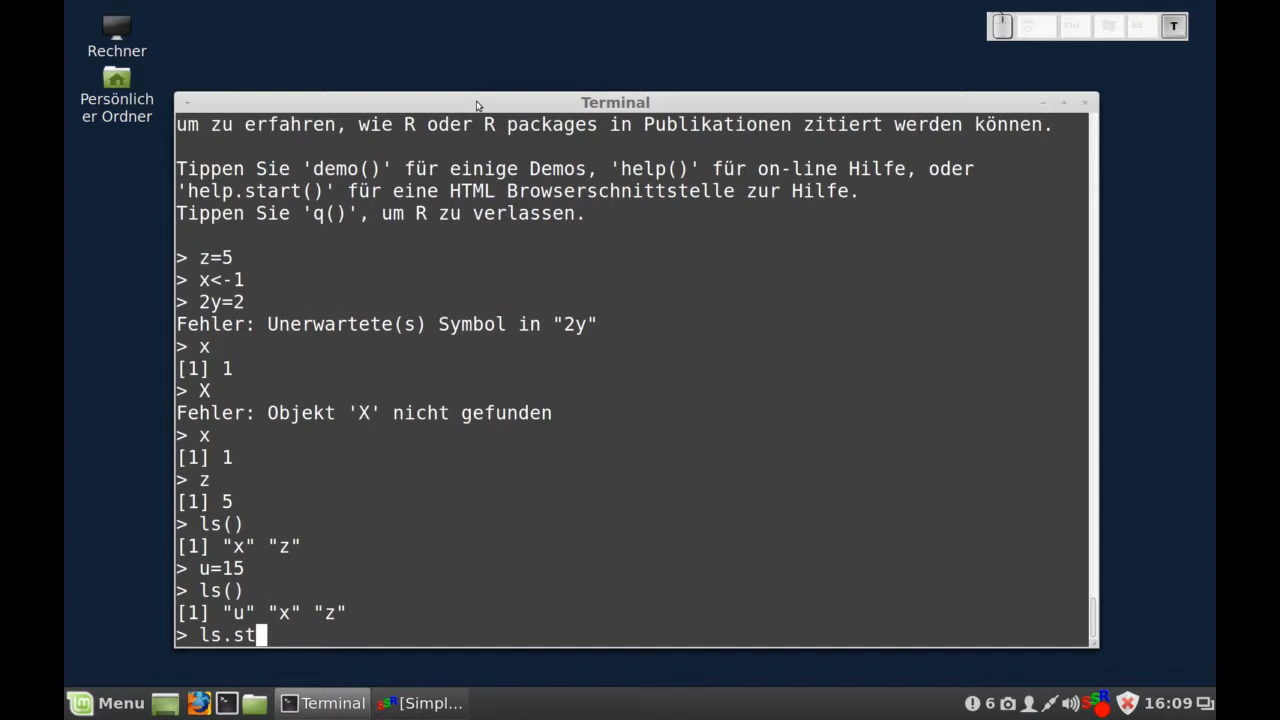 Rechner
Persönlich
er Ordner
T
Terminal
um zu erfahren, wie R oder R packages in Publikationen zitiert werden können.
Tippen Sie 'demo()' für einige Demos, 'help()' für on-line Hilfe, oder
'help.start()' für eine HTML Browserschnittstelle zur Hilfe.
Tippen Sie 'q()', um R zu verlassen.
> z=5
> x<-1
> 2y=2
Fehler: Unerwartete(s) Symbol in "2y"
> x
[1] 1
> X
Fehler: Objekt 'X' nicht gefunden
> x
[1] 1
> z
[1] 5
> ls()
[1] "x" "z"
> u=15
> ls()
[1] "u" "x" "z"
> ls.st
Menu Terminal [Simpl... 6 16:09